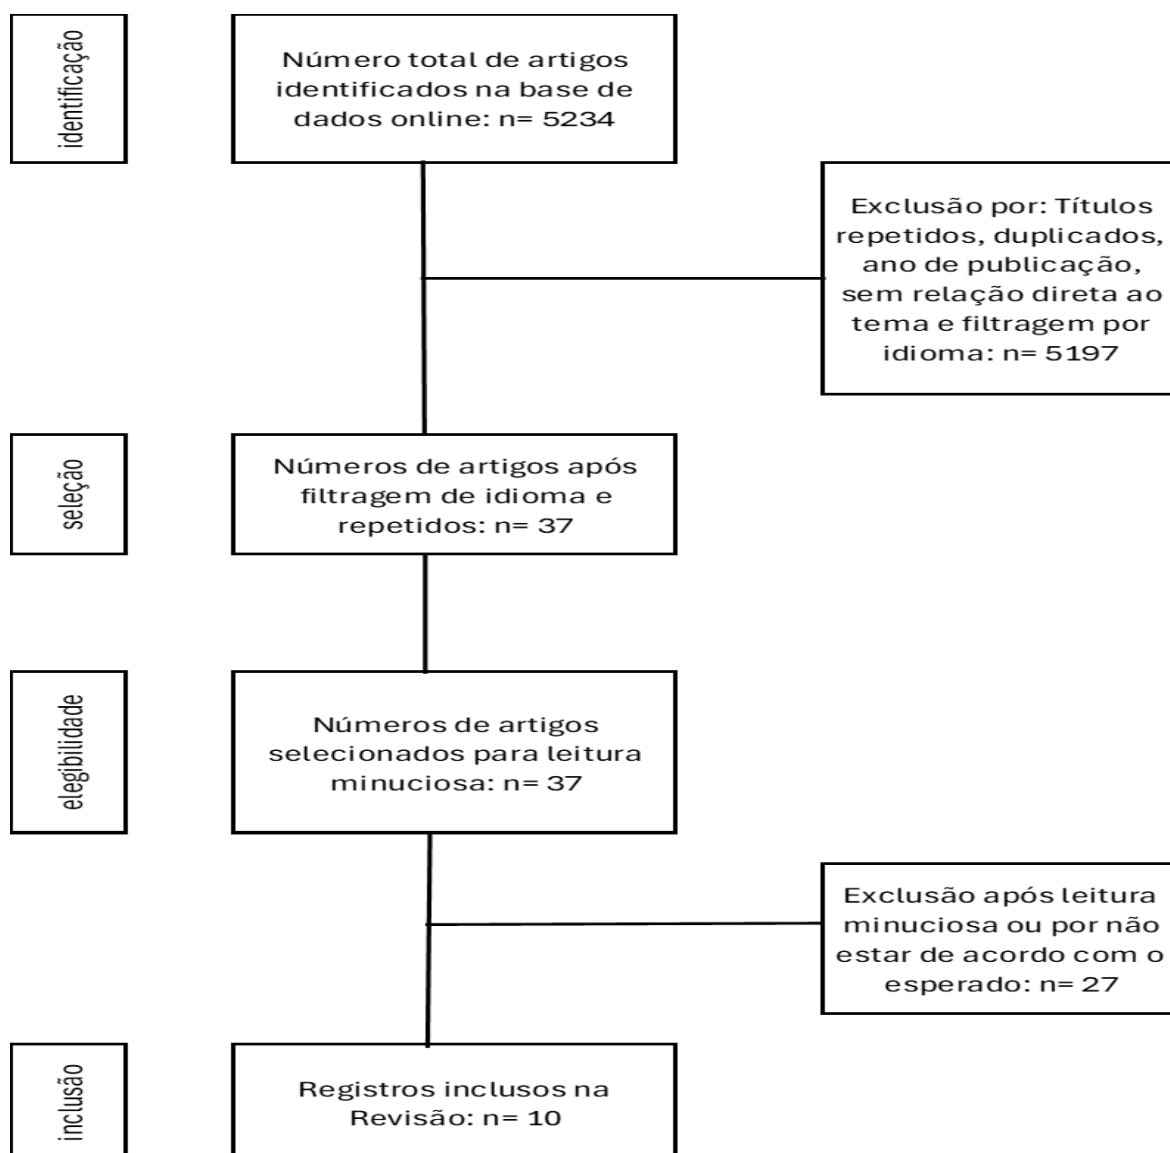 identificação
Número total de artigos
identificados na base de
dados online: n= 5234
Exclusão por: Títulos
repetidos, duplicados,
ano de publicação,
sem relação direta ao
tema e filtragem por
idioma: n= 5197
seleção
Números de artigos após
filtragem de idioma e
repetidos: n= 37
elegibilidade
Números de artigos
selecionados para leitura
minuciosa: n= 37
Exclusão após leitura
minuciosa ou por não
estar de acordo com o
esperado: n= 27
inclusão
Registros inclusos na
Revisão: n= 10